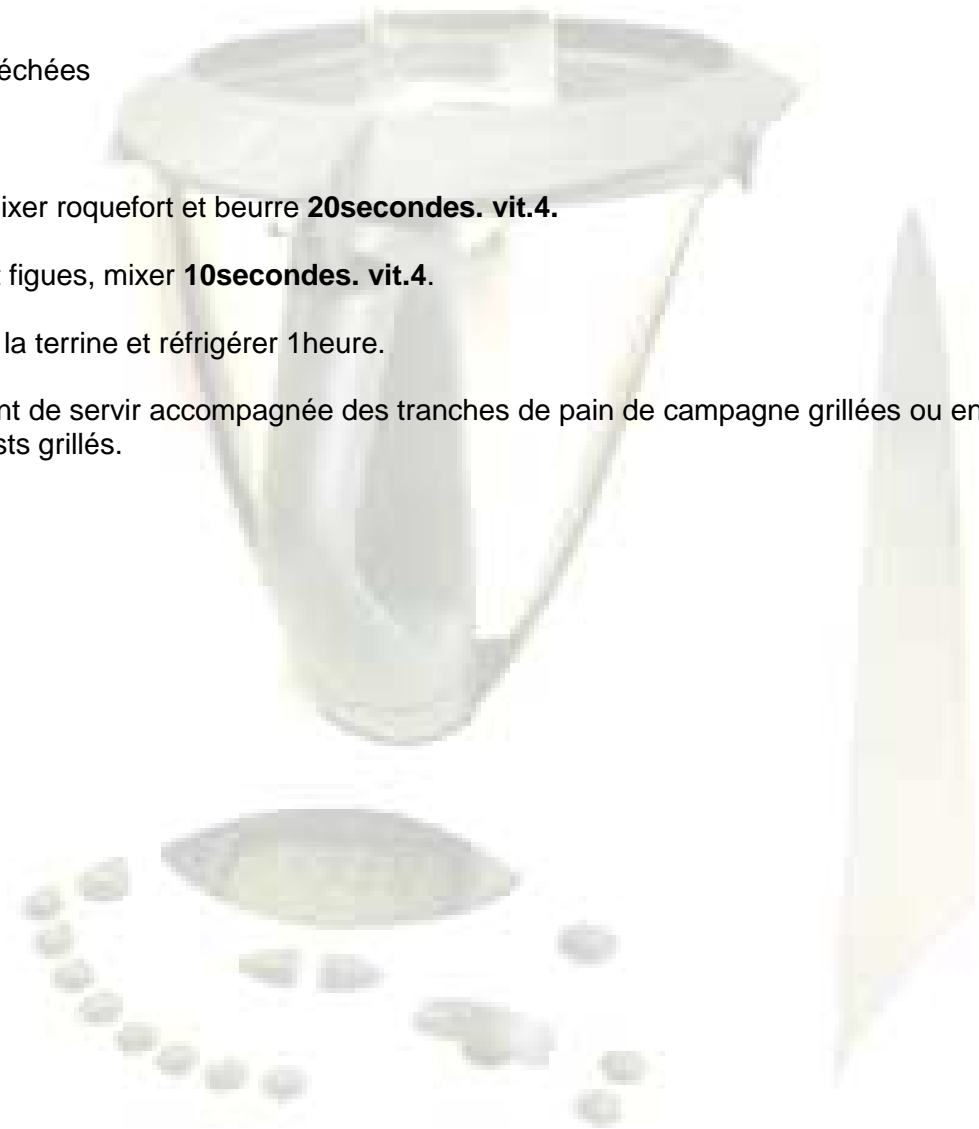 échées
ixer roquefort et beurre 20secondes. vit.4.
t figues, mixer 10secondes. vit.4.
la terrine et réfrigérer 1heure.
nt de servir accompagnée des tranches de pain de campagne grillées ou en
sts grillés.